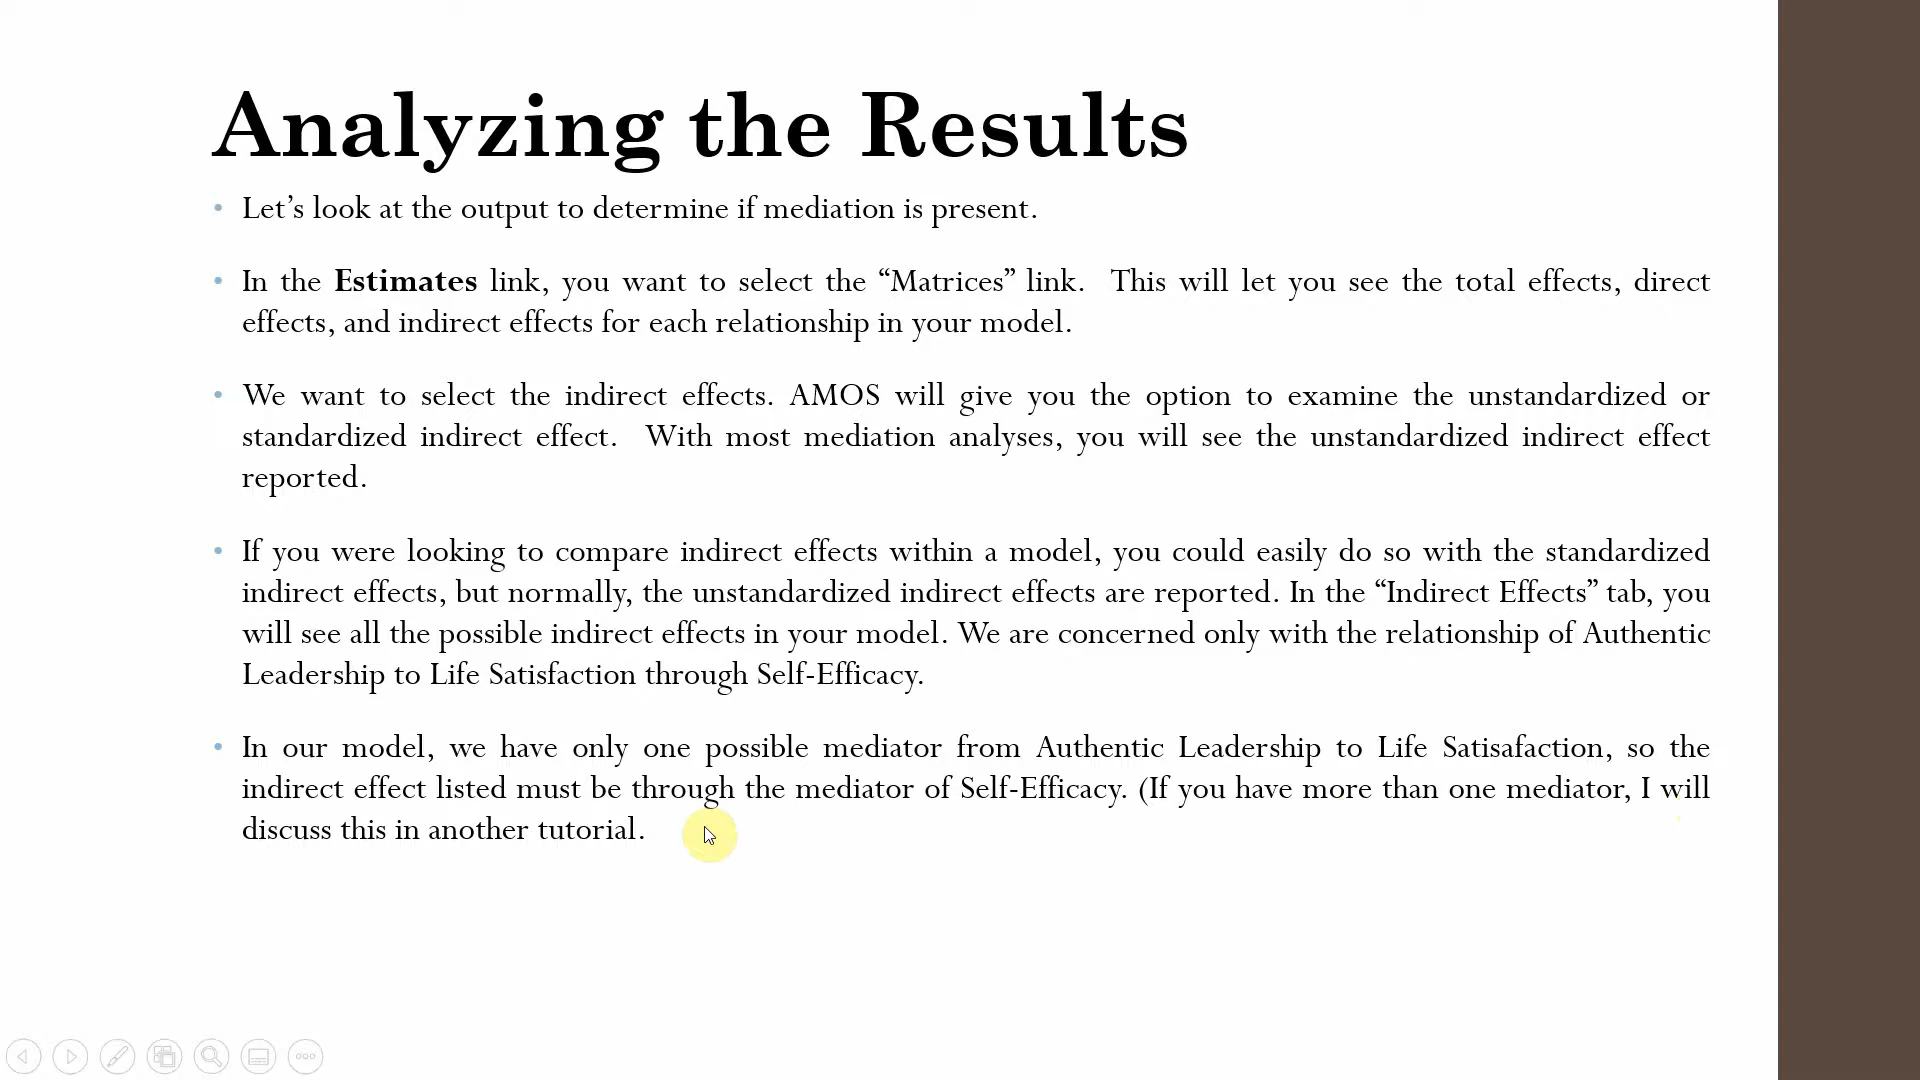 Analyzing the Results
• Let’s look at the output to determine if mediation is present.
• In the Estimates link, you want to select the “Matrices” link. This will let you see the total effects, direct
effects, and indirect effects for each relationship in your model.
• We want to select the indirect effects. AMOS will give you the option to examine the unstandardized or
standardized indirect effect. With most mediation analyses, you will see the unstandardized indirect effect
reported.
• If you were looking to compare indirect effects within a model, you could easily do so with the standardized
indirect effects, but normally, the unstandardized indirect effects are reported. In the “Indirect Effects” tab, you
will see all the possible indirect effects in your model. We are concerned only with the relationship of Authentic
Leadership to Life Satisfaction through Self-Efficacy.
• In our model, we have only one possible mediator from Authentic Leadership to Life Satisafaction, so the
indirect effect listed must be through the mediator of Self-Efficacy. (If you have more than one mediator, I will
discuss this in another tutorial.